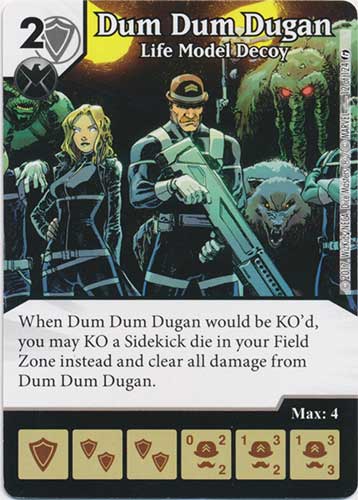 2
Dum Dum Dugan
Life Model Decoy
When Dum Dum Dugan would be KO'd,
you may KO a Sidekick die in your Field
Zone instead and clear all damage from
Dum Dum Dugan.
Max: 4
0 2 2
1 3 2
1 3 3